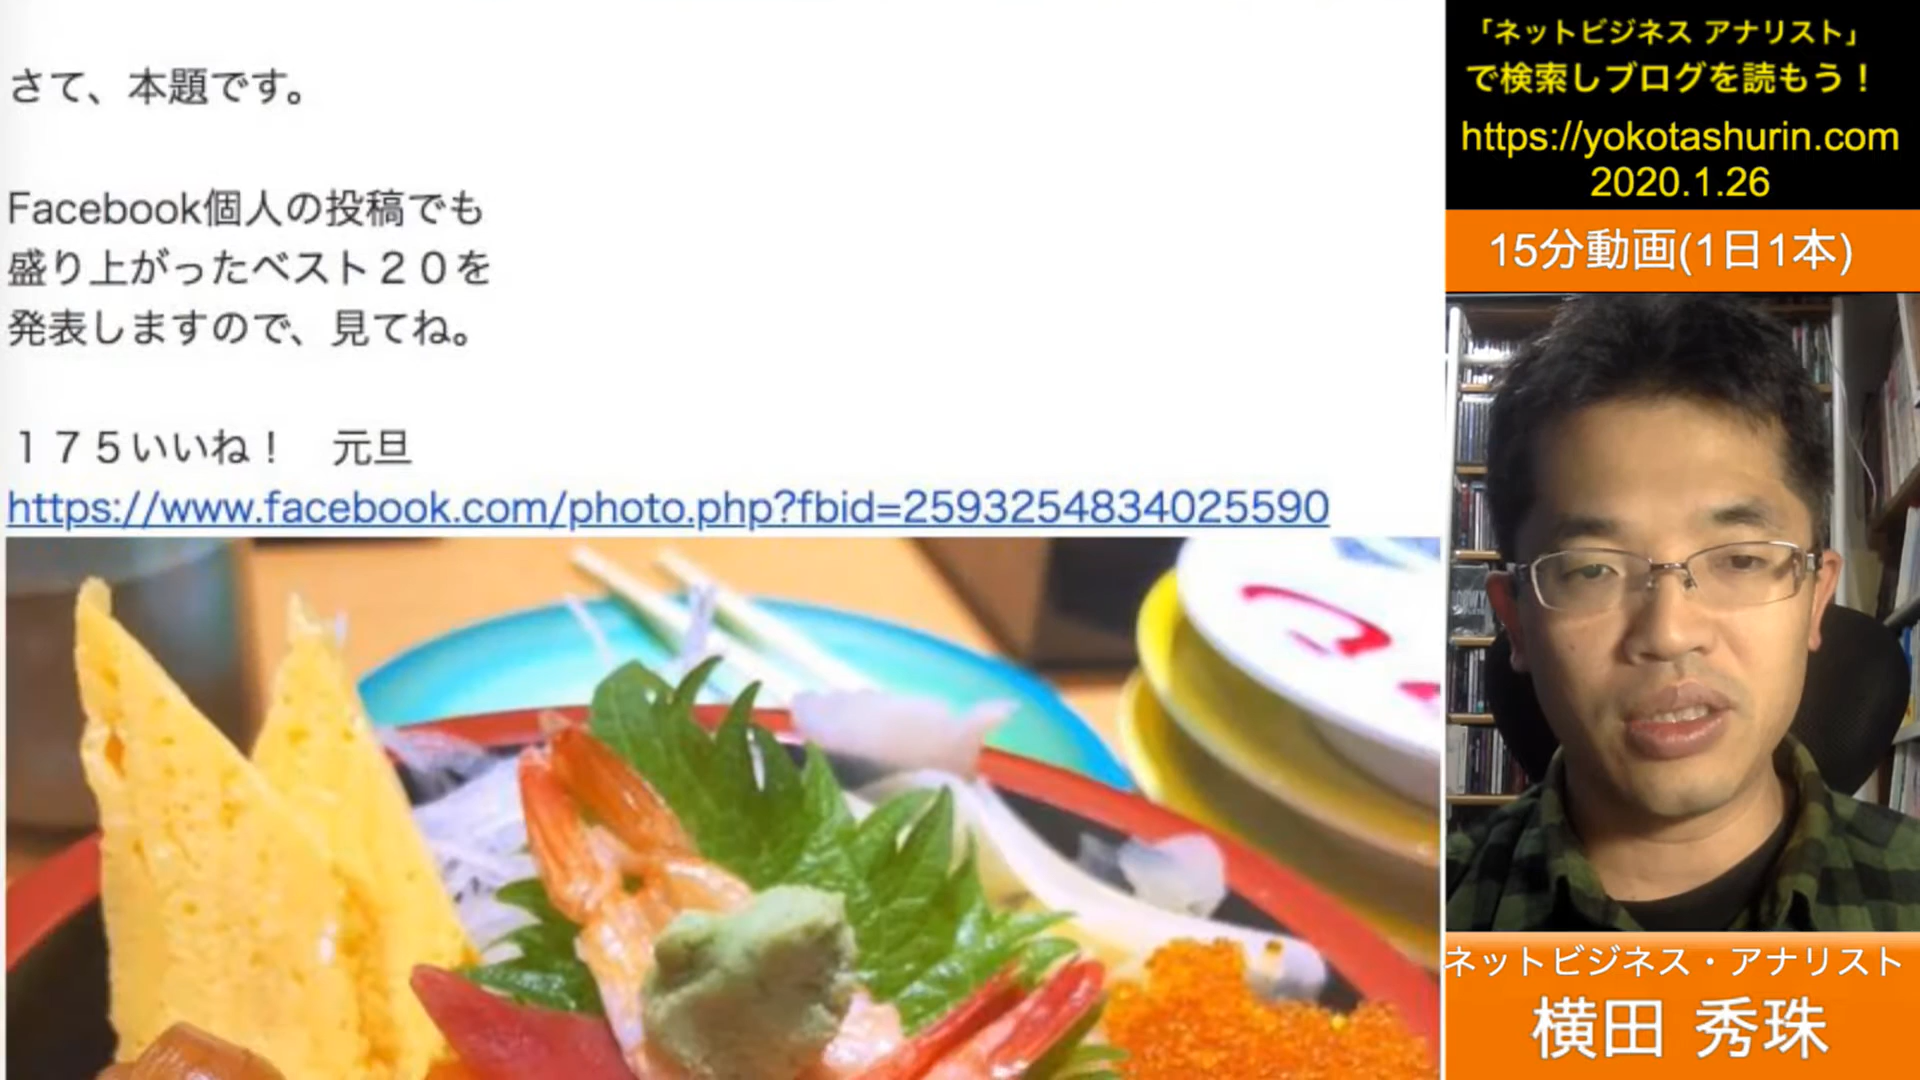 さて、本題です。
Facebook個人の投稿でも
盛り上がったベスト２０を
発表しますので、見てね。
１７５いいね！　元旦
https://www.facebook.com/photo.php?fbid=2593254834025590
「ネットビジネス アナリスト」
で検索しブログを読もう！
https://yokotashurin.com
2020.1.26
15分動画(1日1本)
ネットビジネス・アナリスト
横田 秀珠